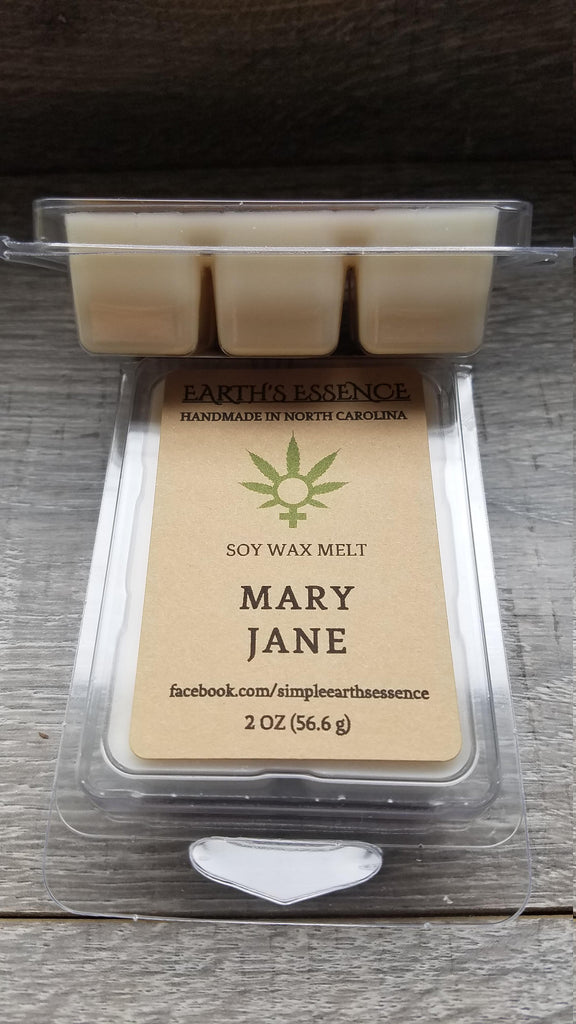 EARTH'S ESSENCE
HANDMADE IN NORTH CAROLINA
SOY WAX MELT
MARY
JANE
facebook.com/simpleearthsessence
2 OZ (56.6 g)